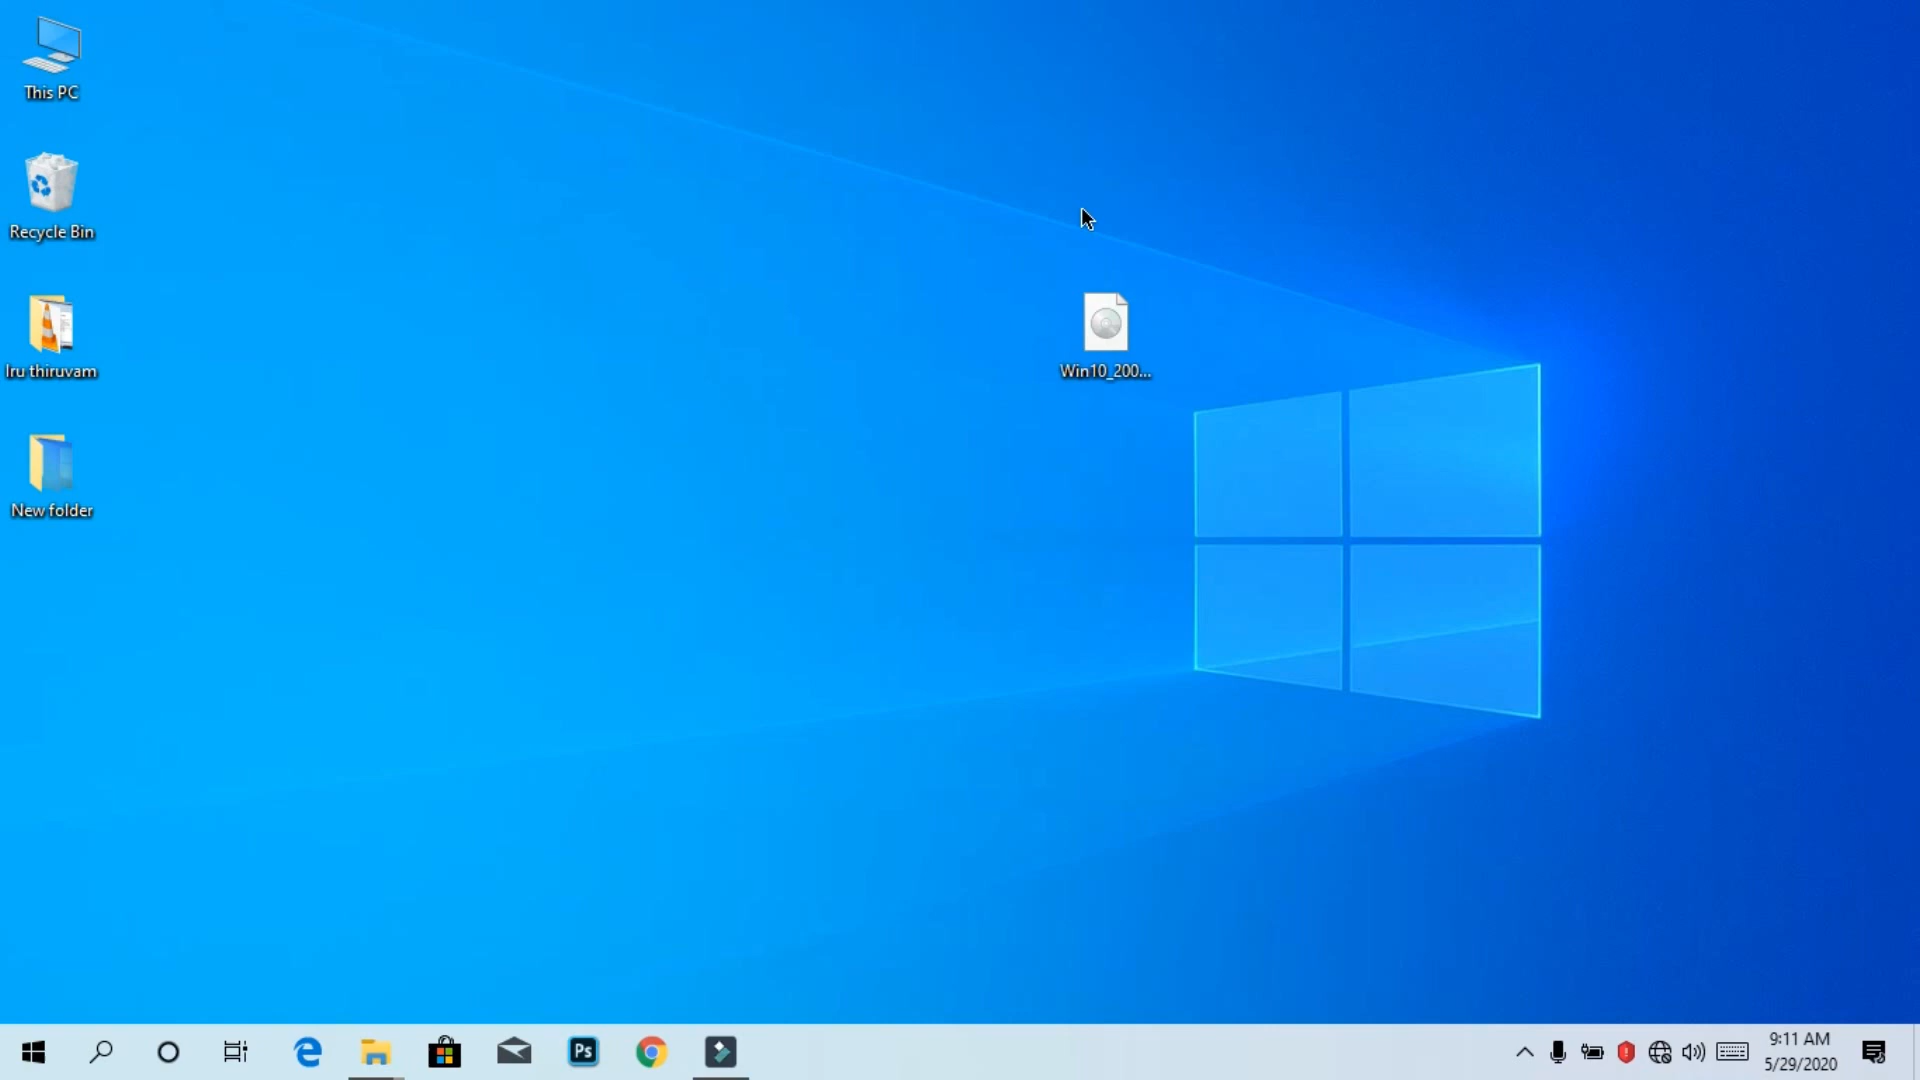 This PC
Recycle Bin
Iru thiruvam
New folder
Win10_200...
Ps
9:11 AM
5/29/2020